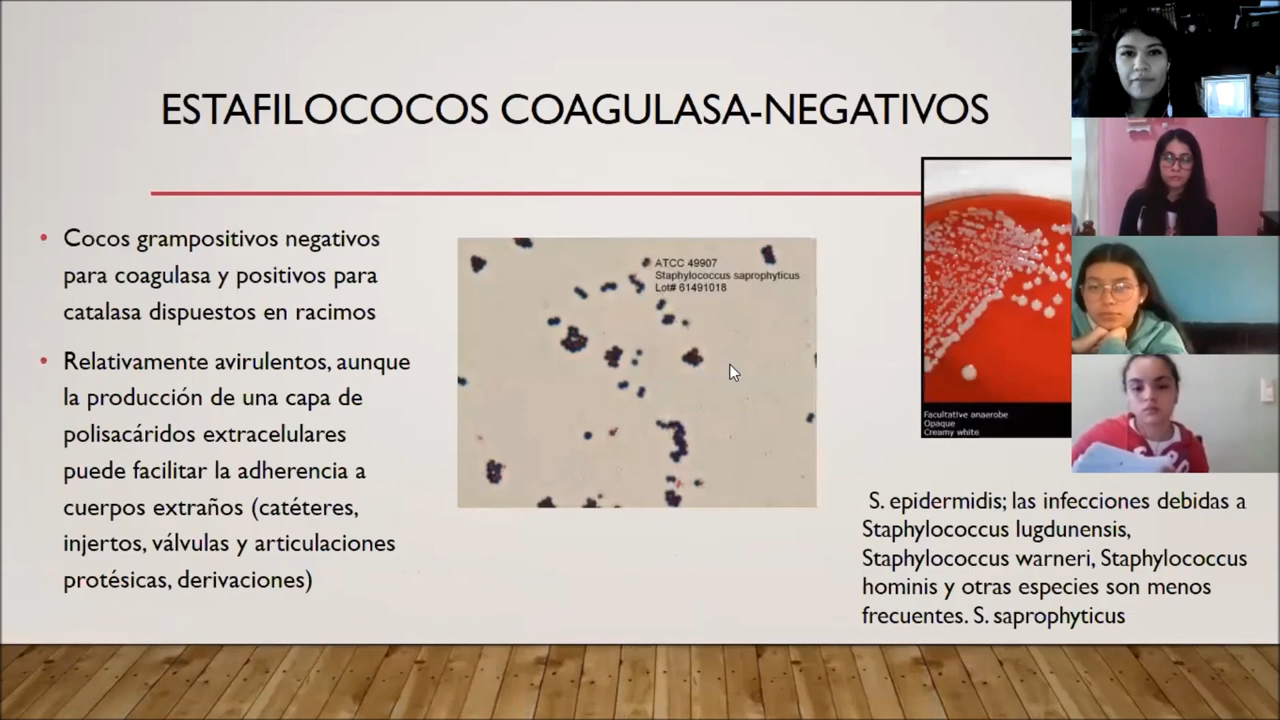 ESTAFILOCOCOS COAGULASA-NEGATIVOS
• Cocos grampositivos negativos
para coagulasa y positivos para
catalasa dispuestos en racimos
• Relativamente avirulentos, aunque
la producción de una capa de
polisacáridos extracelulares
puede facilitar la adherencia a
cuerpos extraños (catéteres,
injertos, válvulas y articulaciones
protésicas, derivaciones)
ATCC 49907
Staphylococcus saprophyticus
Lot# 61491018
Facultative anaerobe
Opaque
Creamy white
S. epidermidis; las infecciones debidas a
Staphylococcus lugdunensis,
Staphylococcus warneri, Staphylococcus
hominis y otras especies son menos
frecuentes. S. saprophyticus